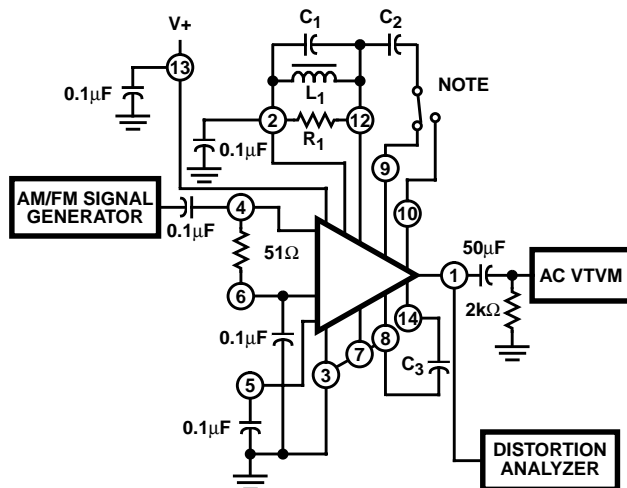 V+
C1
C2
13
0.1μF
L1
NOTE
2
R1
12
0.1μF
9
AM/FM SIGNAL
GENERATOR
0.1μF
4
10
51Ω
50μF
1
AC VTVM
6
2kΩ
0.1μF
14
8
7
3
C3
5
0.1μF
DISTORTION
ANALYZER